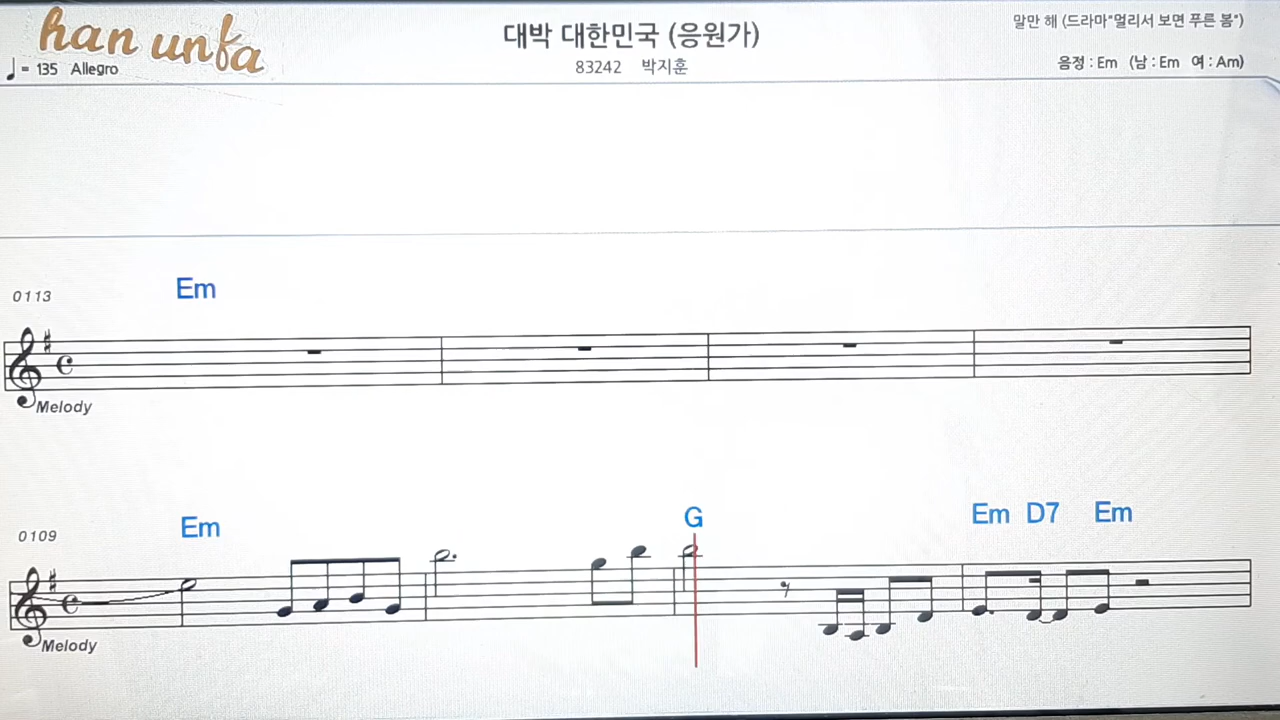 han unfa
대박 대한민국 (응원가)
말만 해 (드라마"멀리서 보면 푸른 봄")
♩ = 135 Allegro
83242 박지훈
음정 : Em (남 : Em 여 : Am)
0113 Em
Melody
0109 Em G Em D7 Em
Melody